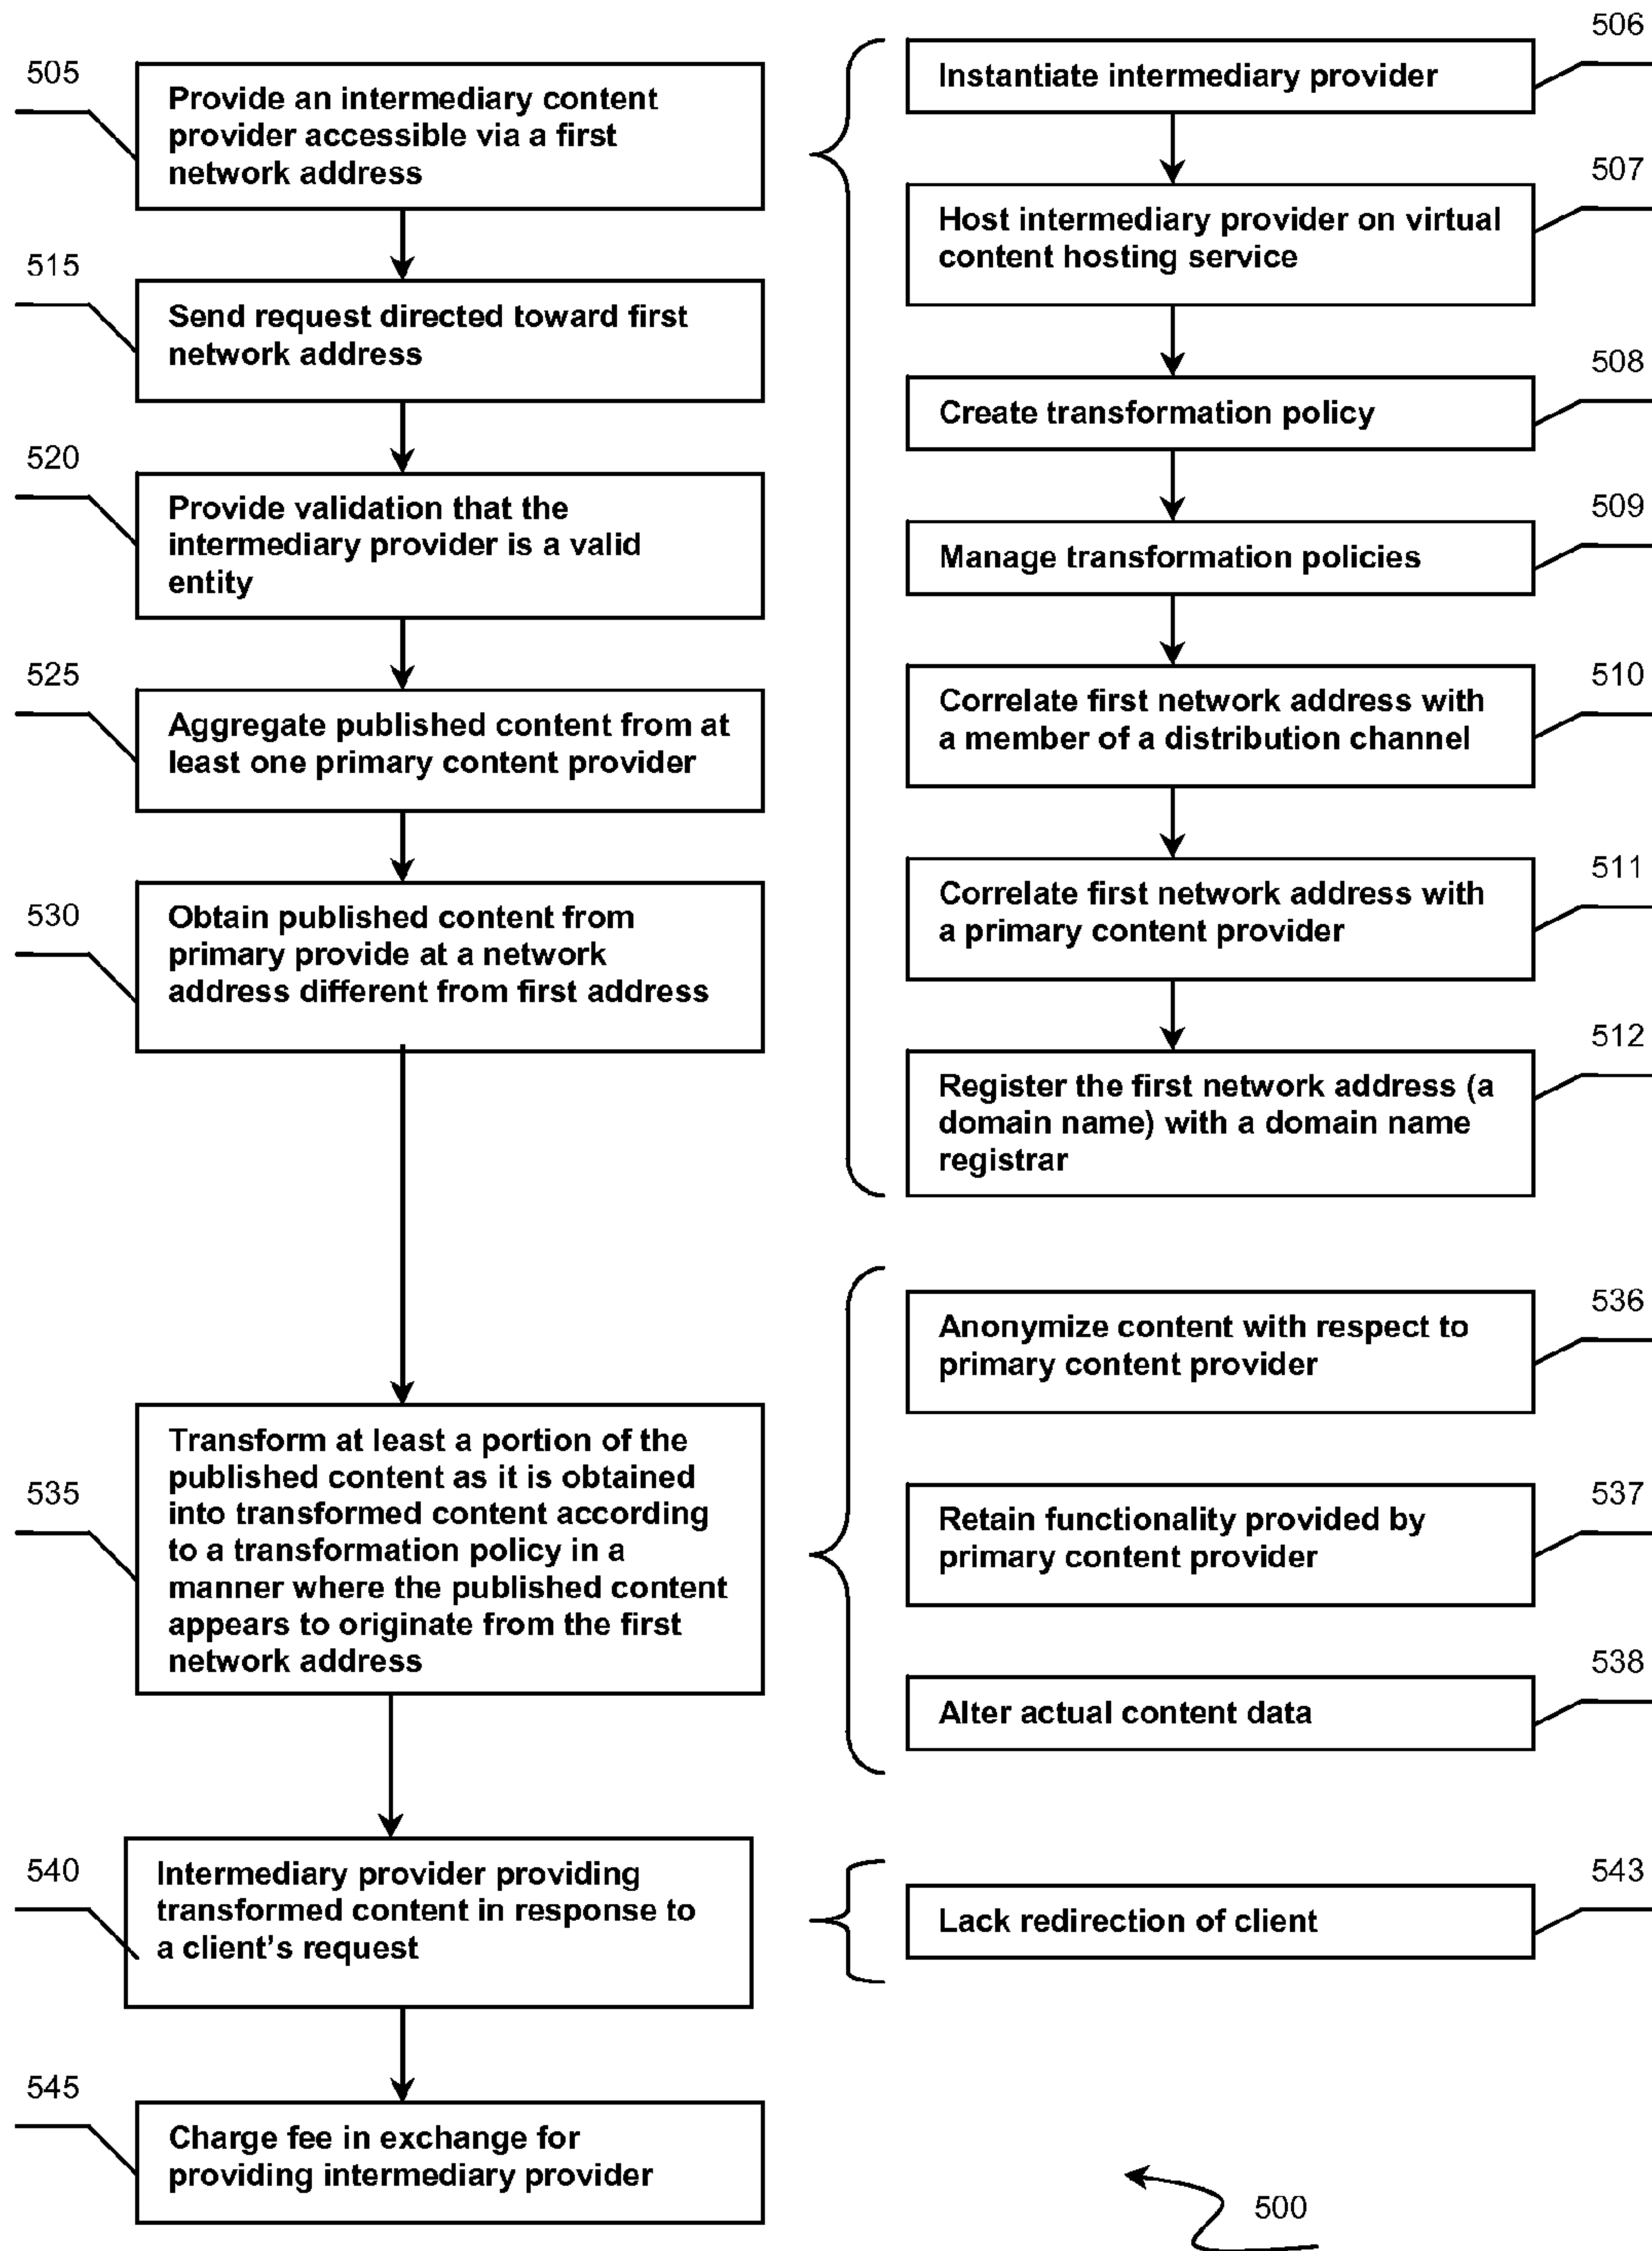 505
Provide an intermediary content
provider accessible via a first
network address
515
Send request directed toward first
network address
520
Provide validation that the
intermediary provider is a valid
entity
525
Aggregate published content from at
least one primary content provider
530
Obtain published content from
primary provide at a network
address different from first address
535
Transform at least a portion of the
published content as it is obtained
into transformed content according
to a transformation policy in a
manner where the published content
appears to originate from the first
network address
540
Intermediary provider providing
transformed content in response to
a client's request
545
Charge fee in exchange for
providing intermediary provider
506
Instantiate intermediary provider
507
Host intermediary provider on virtual
content hosting service
508
Create transformation policy
509
Manage transformation policies
510
Correlate first network address with
a member of a distribution channel
511
Correlate first network address with
a primary content provider
512
Register the first network address (a
domain name) with a domain name
registrar
536
Anonymize content with respect to
primary content provider
537
Retain functionality provided by
primary content provider
538
Alter actual content data
543
Lack redirection of client
500